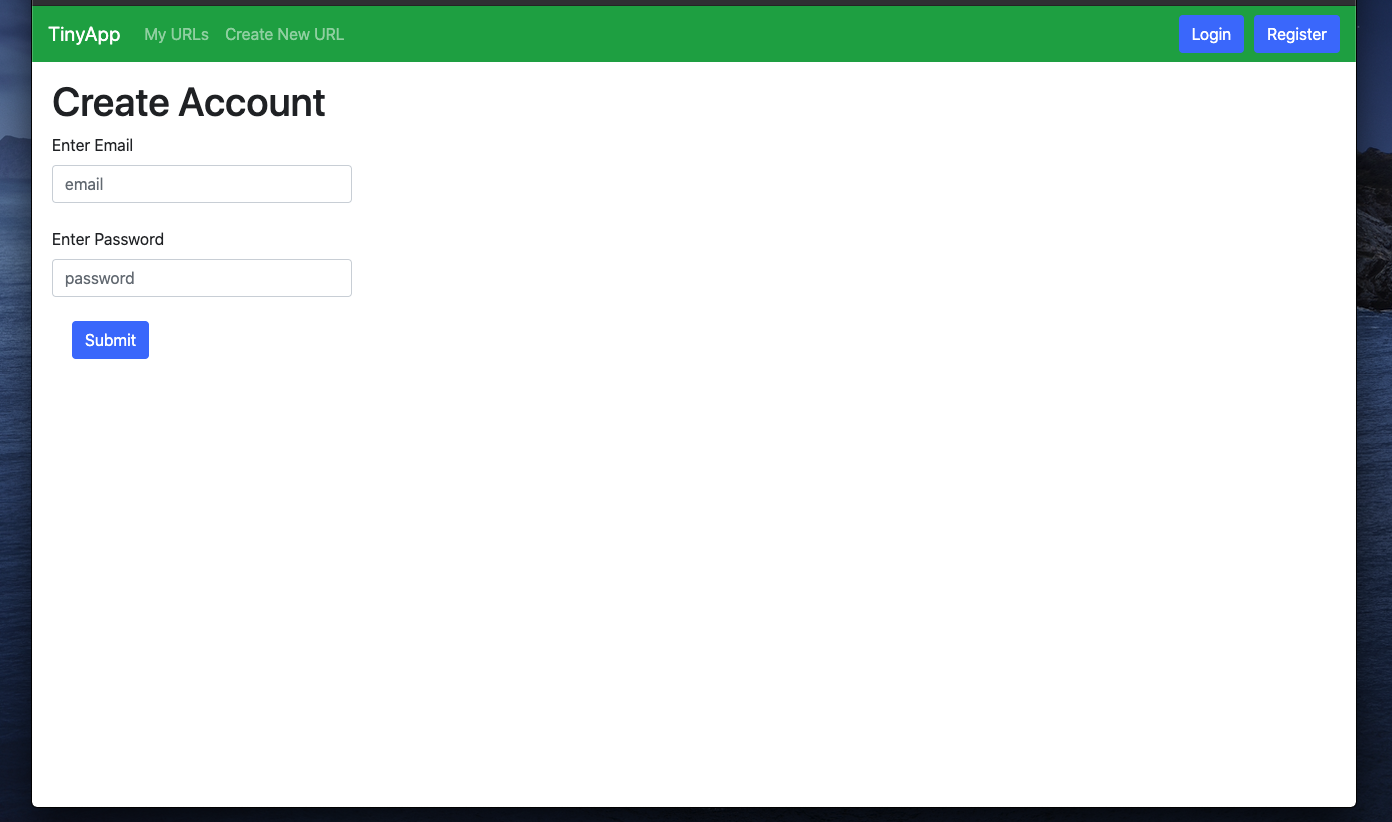 TinyApp My URLs Create New URL Login Register
Create Account
Enter Email
email
Enter Password
password
Submit